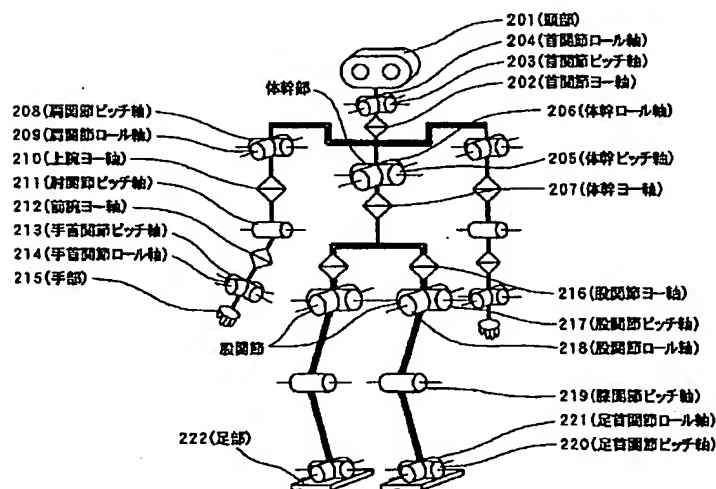 201(頭部)
204(首関節ロール軸)
203(首関節ピッチ軸)
202(首関節ヨー軸)
体幹部
206(体幹ロール軸)
208(肩関節ピッチ軸)
209(肩関節ロール軸)
205(体幹ピッチ軸)
210(上腕ヨー軸)
207(体幹ヨー軸)
211(肘関節ピッチ軸)
212(前腕ヨー軸)
213(手首関節ピッチ軸)
214(手首関節ロール軸)
215(手部)
216(股関節ヨー軸)
217(股関節ピッチ軸)
218(股関節ロール軸)
股関節
219(膝関節ピッチ軸)
221(足首関節ロール軸)
220(足首関節ピッチ軸)
222(足部)